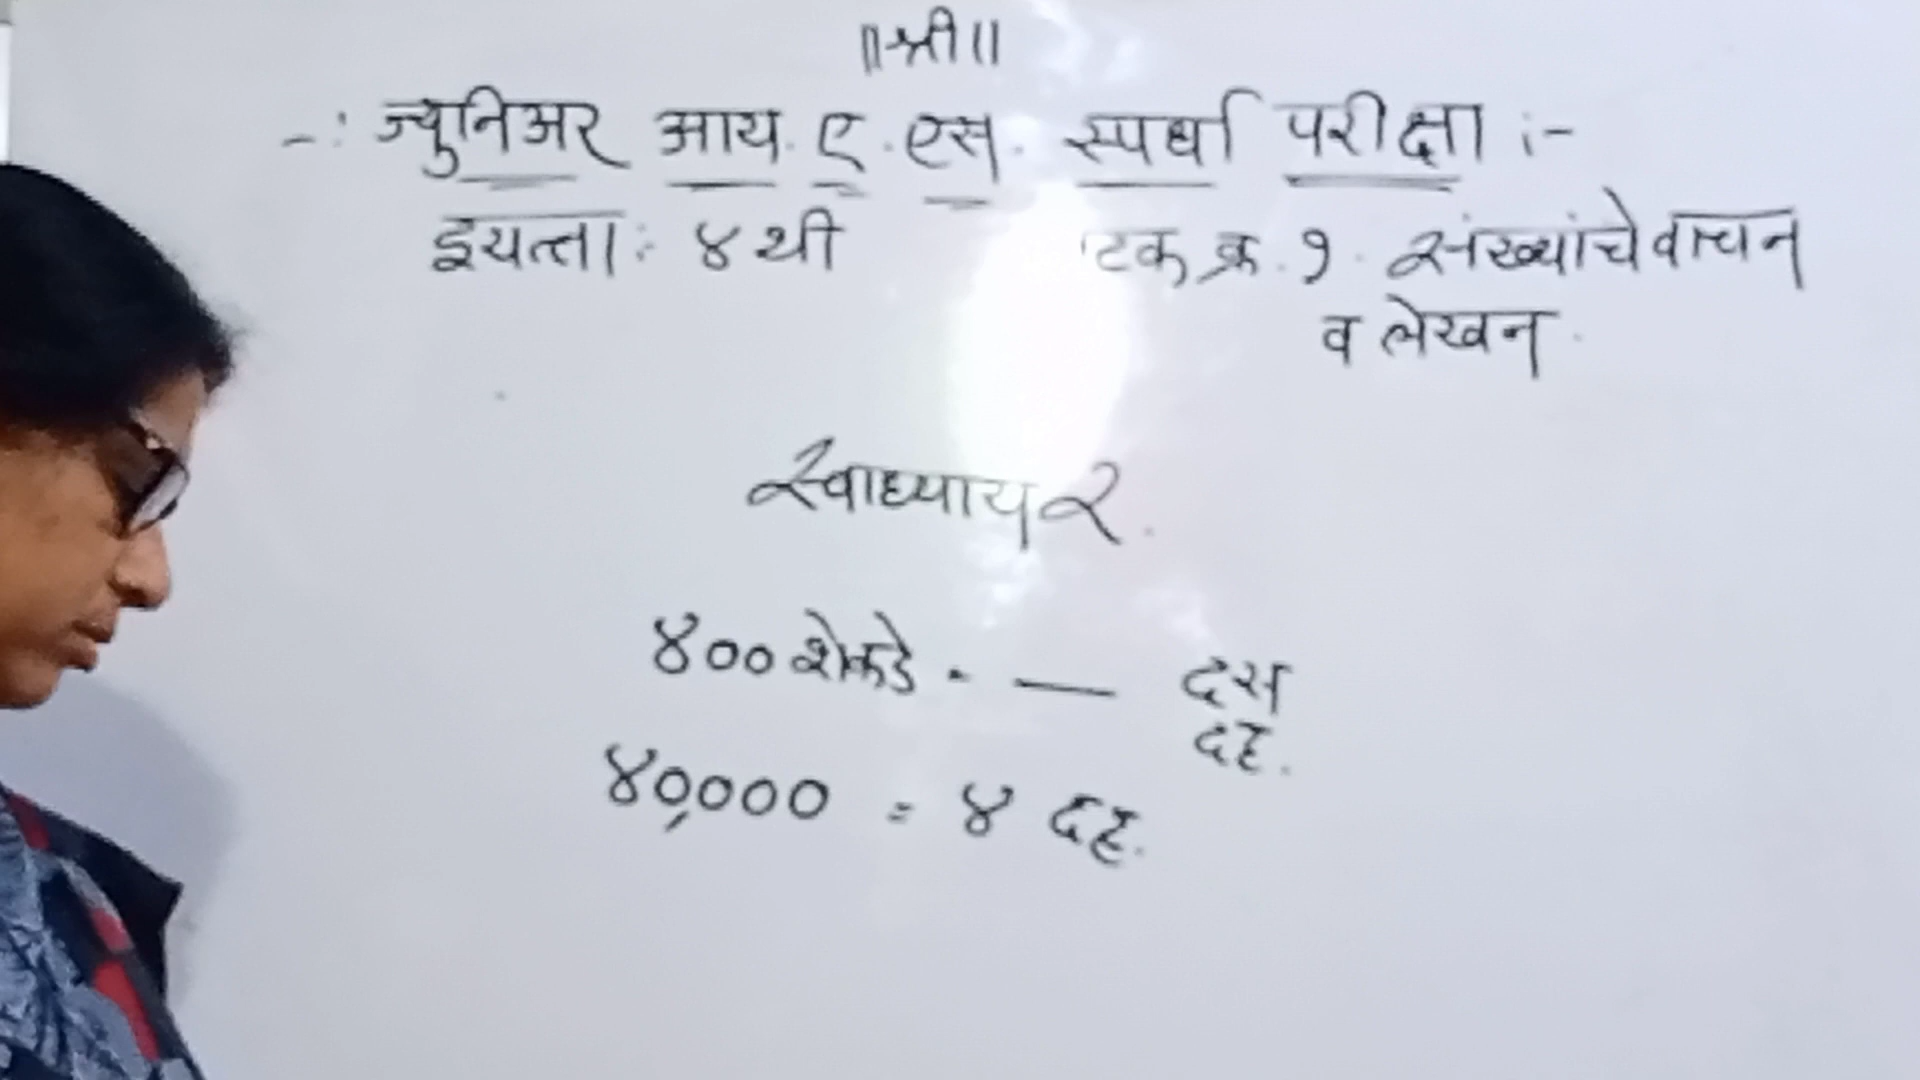 ॥श्री॥
-: ज्युनिअर आय. ए. एस. स्पर्धा परीक्षा :-
इयत्ता: ४थी टक क्र. १. संख्यांचे वाचन
व लेखन.
स्वाध्याय २.
४०० शेकडे. — दस
दह.
४०,००० = ४ दह.